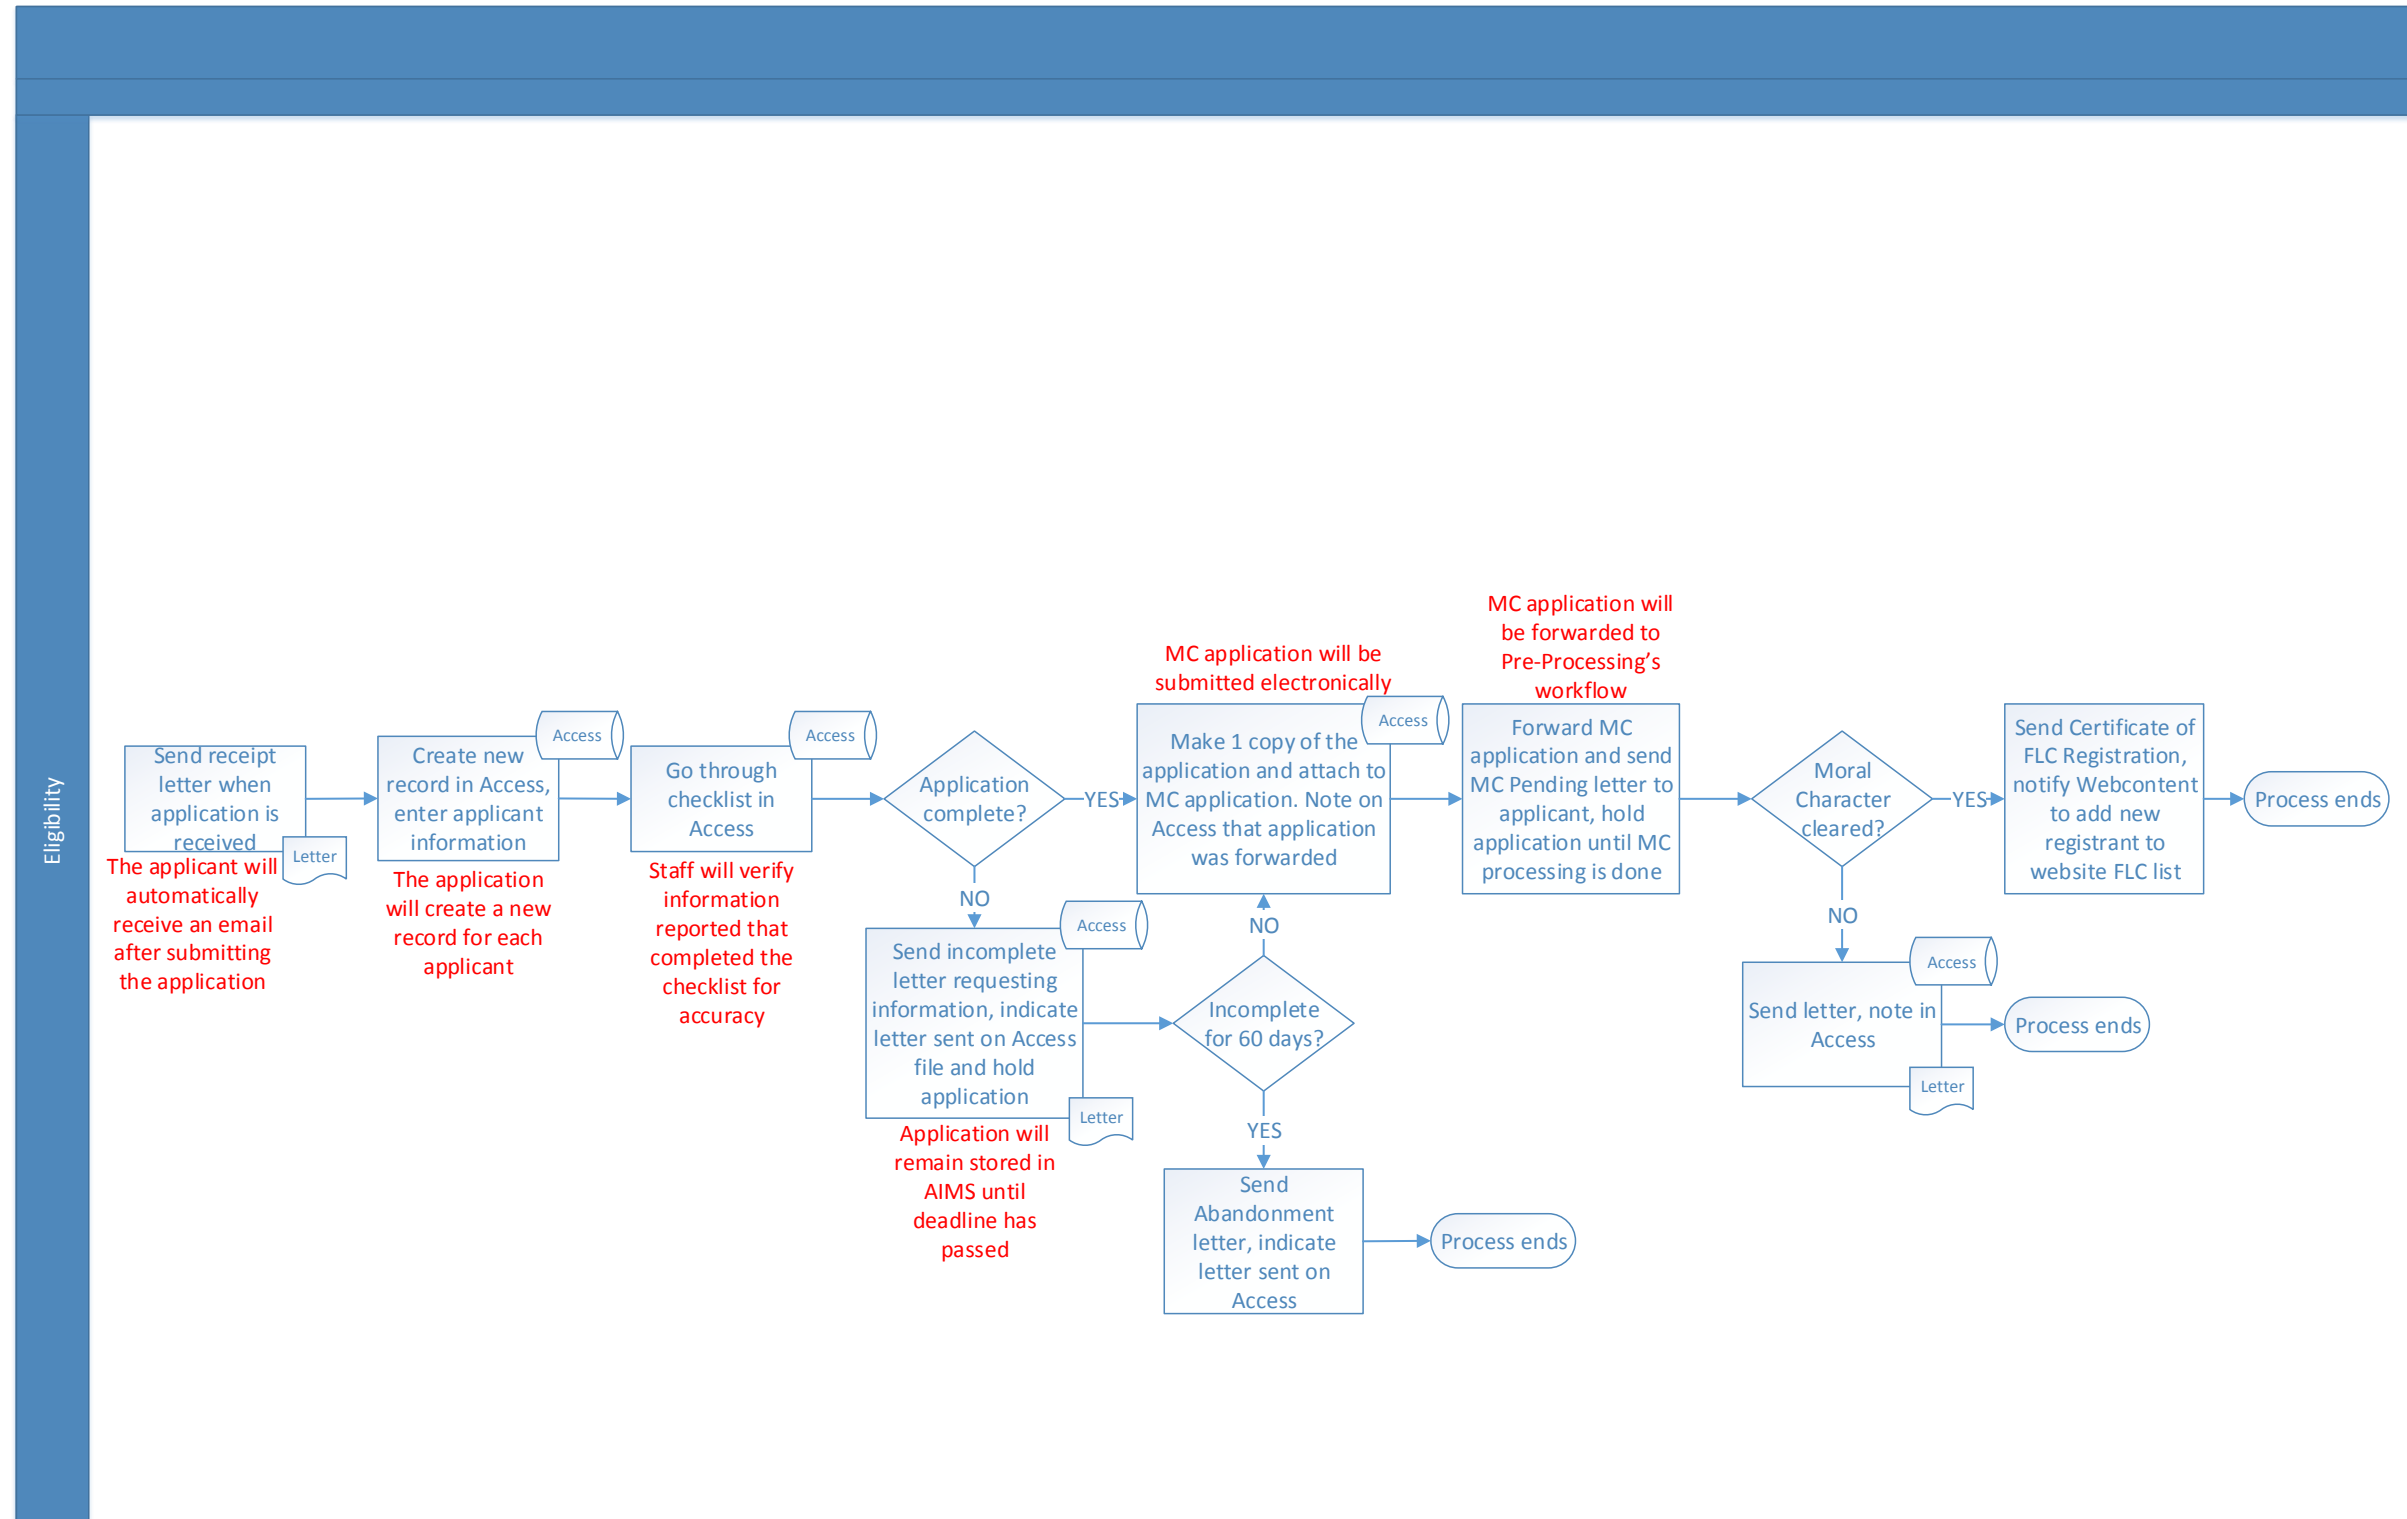 Eligibility
Send receipt
letter when
application is
received
Letter
The applicant will
automatically
receive an email
after submitting
the application
Access
Create new
record in Access,
enter applicant
information
The application
will create a new
record for each
applicant
Access
Go through
checklist in
Access
Staff will verify
information
reported that
completed the
checklist for
accuracy
Application
complete?
YES
NO
Access
Send incomplete
letter requesting
information, indicate
letter sent on Access
file and hold
application
Letter
Application will
remain stored in
AIMS until
deadline has
passed
MC application will be
submitted electronically
Access
Make 1 copy of the
application and attach to
MC application. Note on
Access that application
was forwarded
NO
Incomplete
for 60 days?
YES
Send
Abandonment
letter, indicate
letter sent on
Access
Process ends
MC application will
be forwarded to
Pre-Processing’s
workflow
Forward MC
application and send
MC Pending letter to
applicant, hold
application until MC
processing is done
Moral
Character
cleared?
YES
NO
Access
Send letter, note in
Access
Letter
Process ends
Send Certificate of
FLC Registration,
notify Webcontent
to add new
registrant to
website FLC list
Process ends